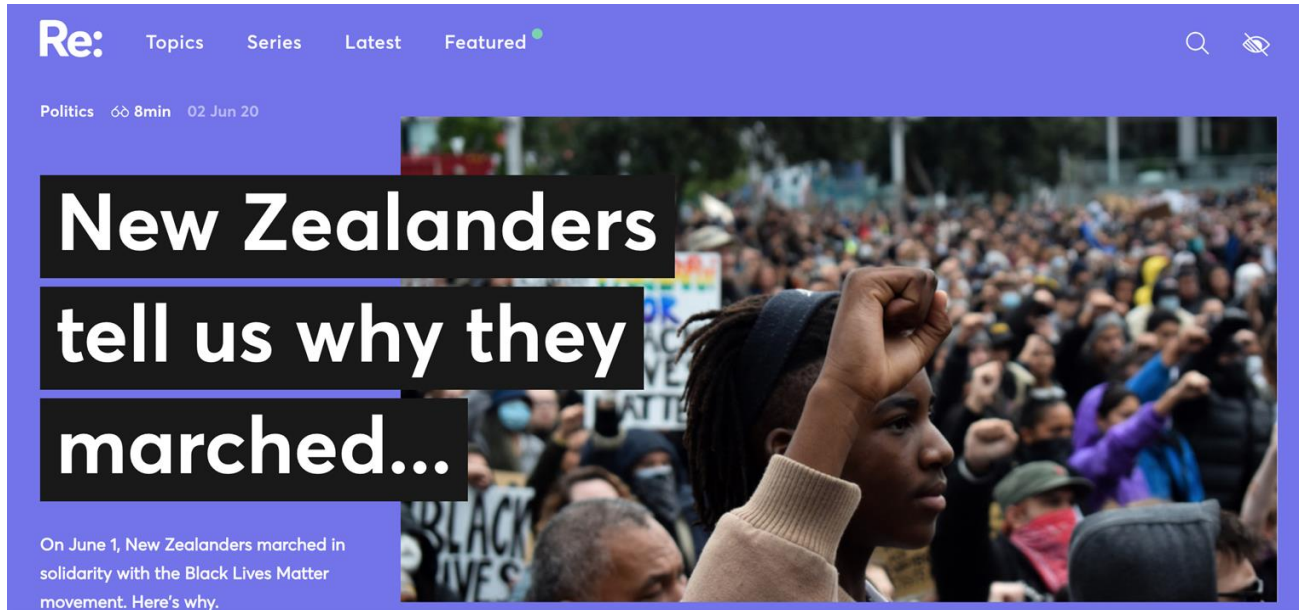 Re:
Topics Series Latest Featured
Politics 8min 02 Jun 20
New Zealanders
tell us why they
marched...
On June 1, New Zealanders marched in
solidarity with the Black Lives Matter
movement. Here's why.
BLACK